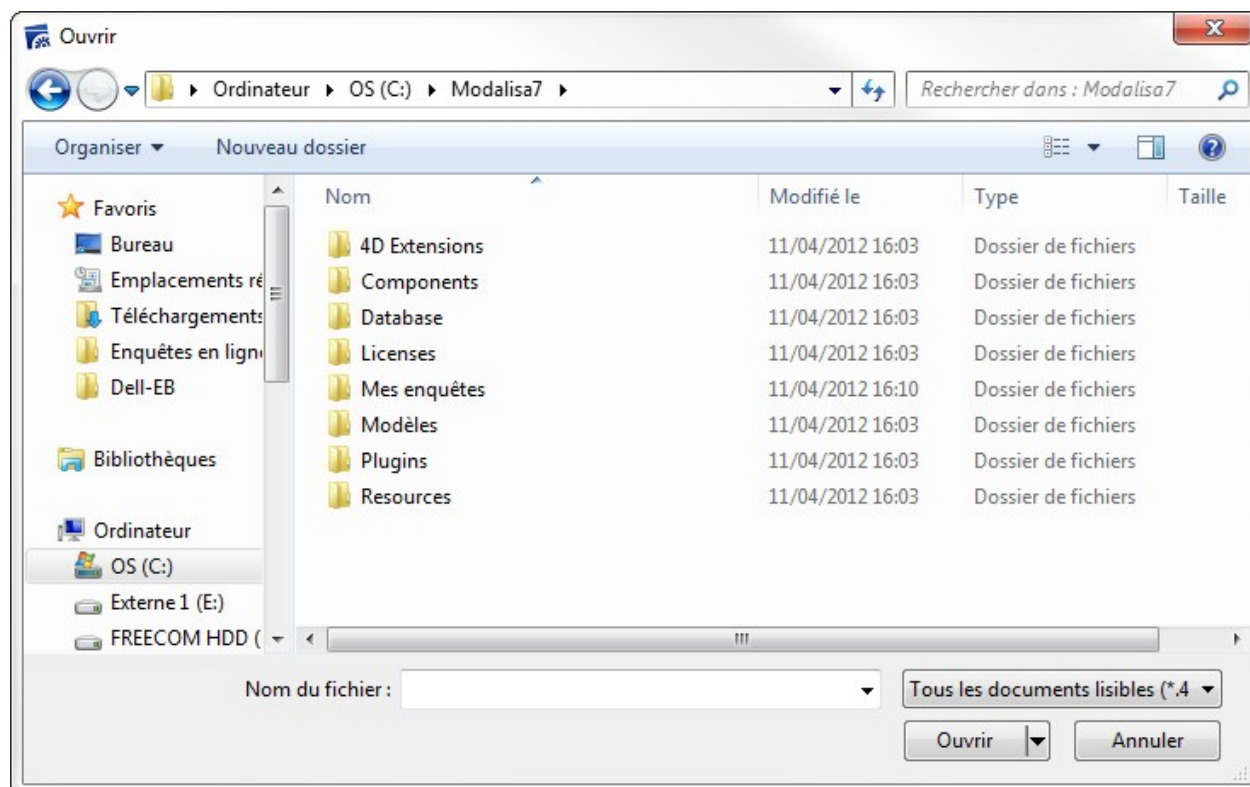 Ouvrir
Ordinateur OS (C:) Modalisa7 Rechercher dans : Modalisa7
Organiser Nouveau dossier
Nom Modifié le Type Taille
Favoris
Bureau
Emplacements ré
Téléchargements
Enquêtes en ligne
Dell-EB
Bibliothèques
Ordinateur
OS (C:)
Externe 1 (E:)
FREECOM HDD (
4D Extensions 11/04/2012 16:03 Dossier de fichiers
Components 11/04/2012 16:03 Dossier de fichiers
Database 11/04/2012 16:03 Dossier de fichiers
Licenses 11/04/2012 16:03 Dossier de fichiers
Mes enquêtes 11/04/2012 16:10 Dossier de fichiers
Modèles 11/04/2012 16:03 Dossier de fichiers
Plugins 11/04/2012 16:03 Dossier de fichiers
Resources 11/04/2012 16:03 Dossier de fichiers
Nom du fichier : Tous les documents lisibles (*.4
Ouvrir Annuler